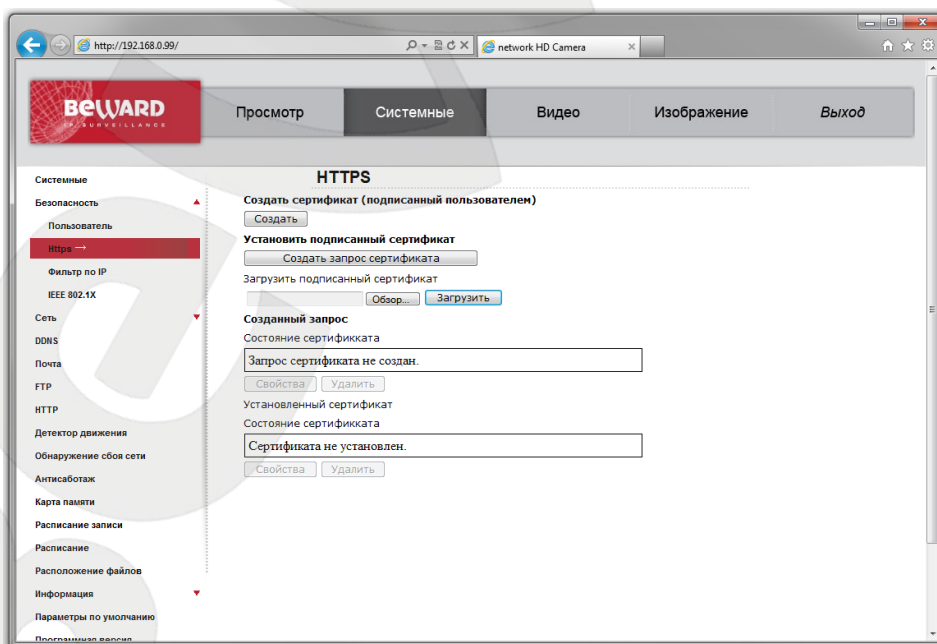 http://192.168.0.99/
network HD Camera
BEWARD
IP SURVEILLANCE
Просмотр
Системные
Видео
Изображение
Выход
Системные
Безопасность
Пользователь
Https →
Фильтр по IP
IEEE 802.1X
Сеть
DDNS
Почта
FTP
HTTP
Детектор движения
Обнаружение сбоя сети
Антисаботаж
Карта памяти
Расписание записи
Расписание
Расположение файлов
Информация
Параметры по умолчанию
Программная версия
HTTPS
Создать сертификат (подписанный пользователем)
Создать
Установить подписанный сертификат
Создать запрос сертификата
Загрузить подписанный сертификат
Обзор... Загрузить
Созданный запрос
Состояние сертификката
Запрос сертификата не создан.
Свойства Удалить
Установленный сертификат
Состояние сертификката
Сертификата не установлен.
Свойства Удалить